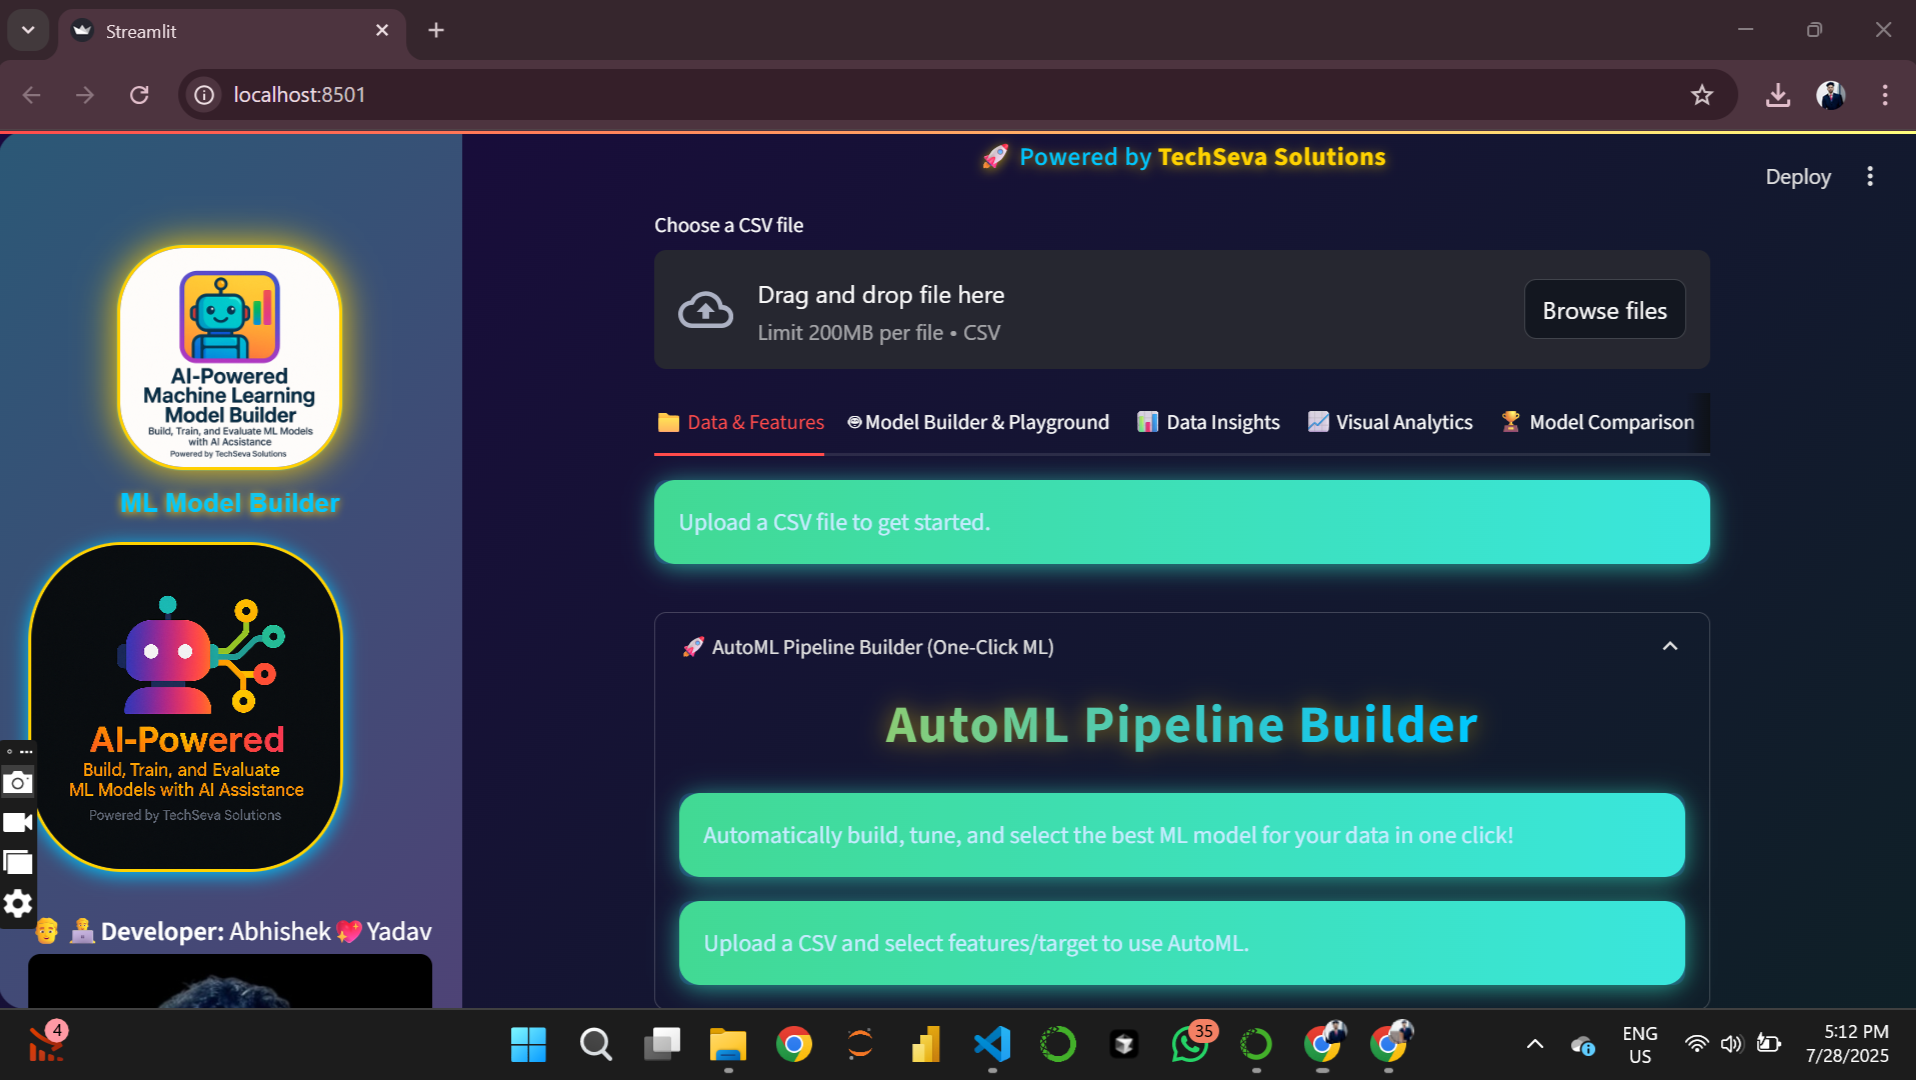 Streamlit
localhost:8501
🚀 Powered by TechSeva Solutions
Deploy
Choose a CSV file
Drag and drop file here
Limit 200MB per file • CSV
Browse files
Data & Features
Model Builder & Playground
Data Insights
Visual Analytics
Model Comparison
Upload a CSV file to get started.
🚀 AutoML Pipeline Builder (One-Click ML)
AutoML Pipeline Builder
Automatically build, tune, and select the best ML model for your data in one click!
Upload a CSV and select features/target to use AutoML.
AI-Powered
Machine Learning
Model Builder
Build, Train, and Evaluate ML Models
with AI Acsistance
Powered by TechSeva Solutions
ML Model Builder
AI-Powered
Build, Train, and Evaluate
ML Models with AI Assistance
Powered by TechSeva Solutions
Developer: Abhishek 💖 Yadav
4
35
ENG
US
5:12 PM
7/28/2025